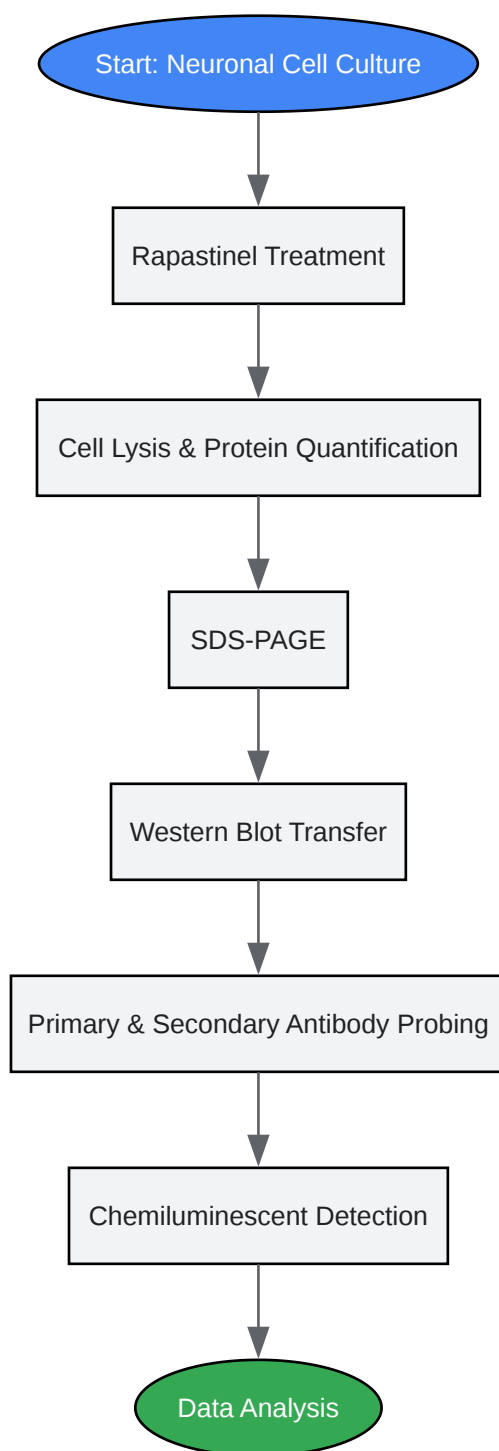 Start: Neuronal Cell Culture
Rapastinel Treatment
Cell Lysis & Protein Quantification
SDS-PAGE
Western Blot Transfer
Primary & Secondary Antibody Probing
Chemiluminescent Detection
Data Analysis